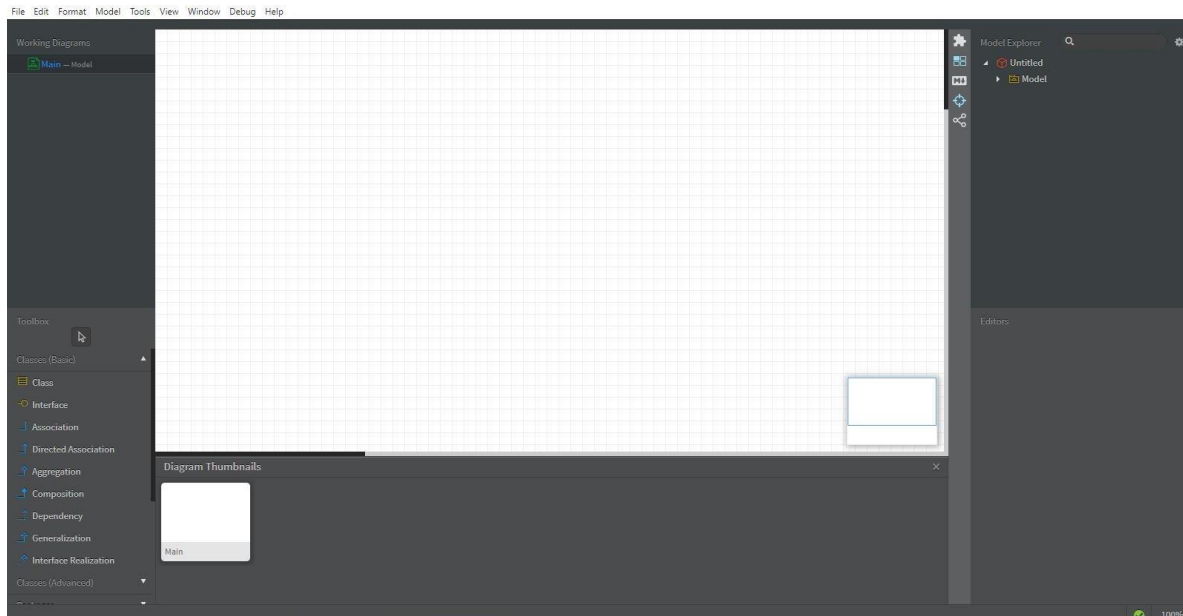 File Edit Format Model Tools View Window Debug Help
Working Diagrams
Main — Model
Toolbox
Classes (Basic)
Class
Interface
Association
Directed Association
Aggregation
Composition
Dependency
Generalization
Interface Realization
Classes (Advanced)
Diagram Thumbnails
Main
Model Explorer
Untitled
Model
Editors
100%